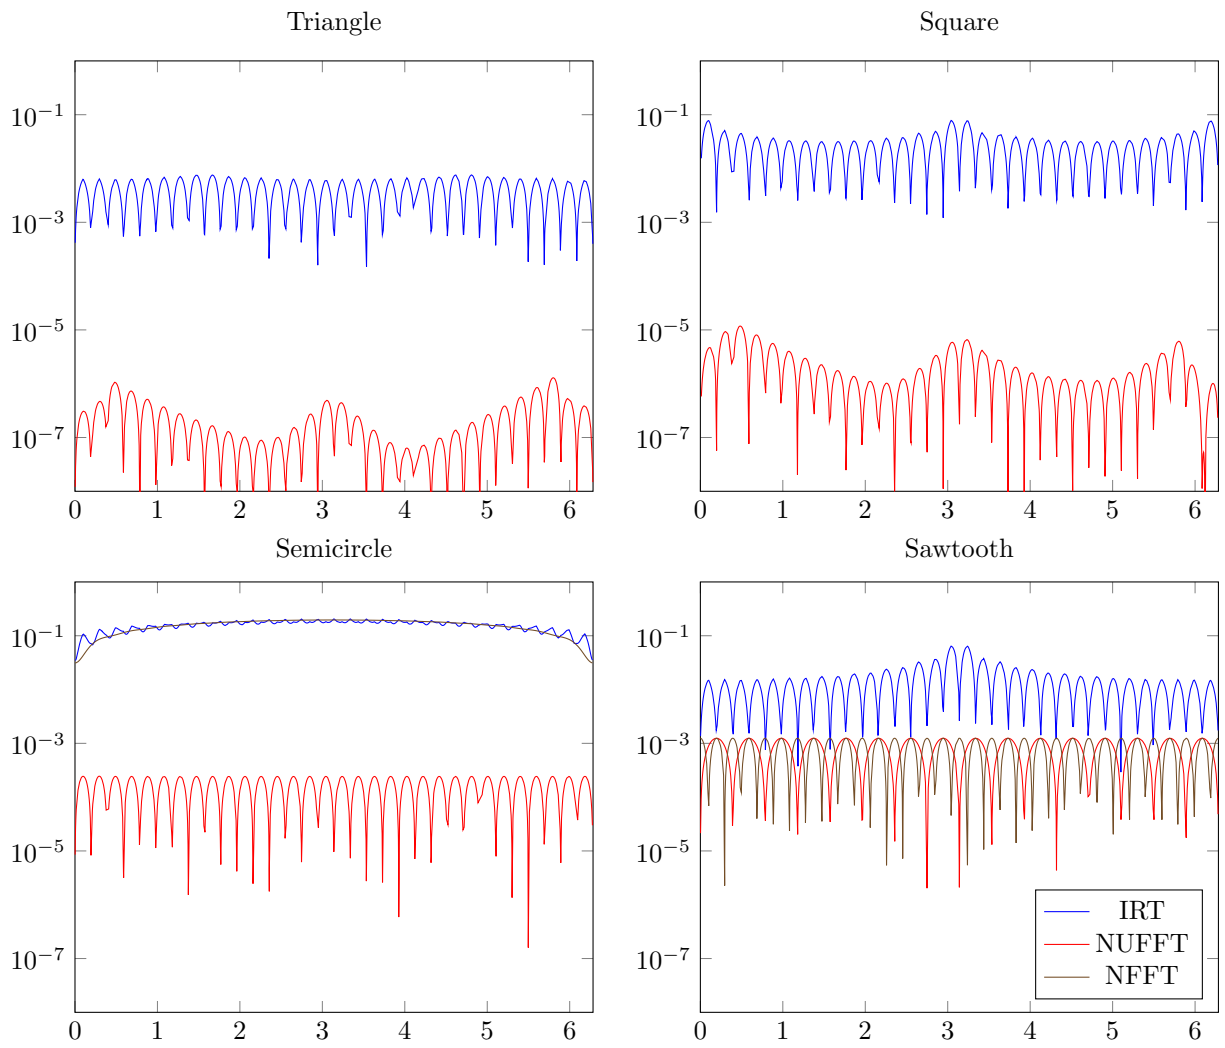 Triangle
Square
10^{-1}
10^{-3}
10^{-5}
10^{-7}
0 1 2 3 4 5 6
10^{-1}
10^{-3}
10^{-5}
10^{-7}
0 1 2 3 4 5 6
Semicircle
Sawtooth
10^{-1}
10^{-3}
10^{-5}
10^{-7}
0 1 2 3 4 5 6
10^{-1}
10^{-3}
10^{-5}
10^{-7}
0 1 2 3 4 5 6
IRT
NUFFT
NFFT